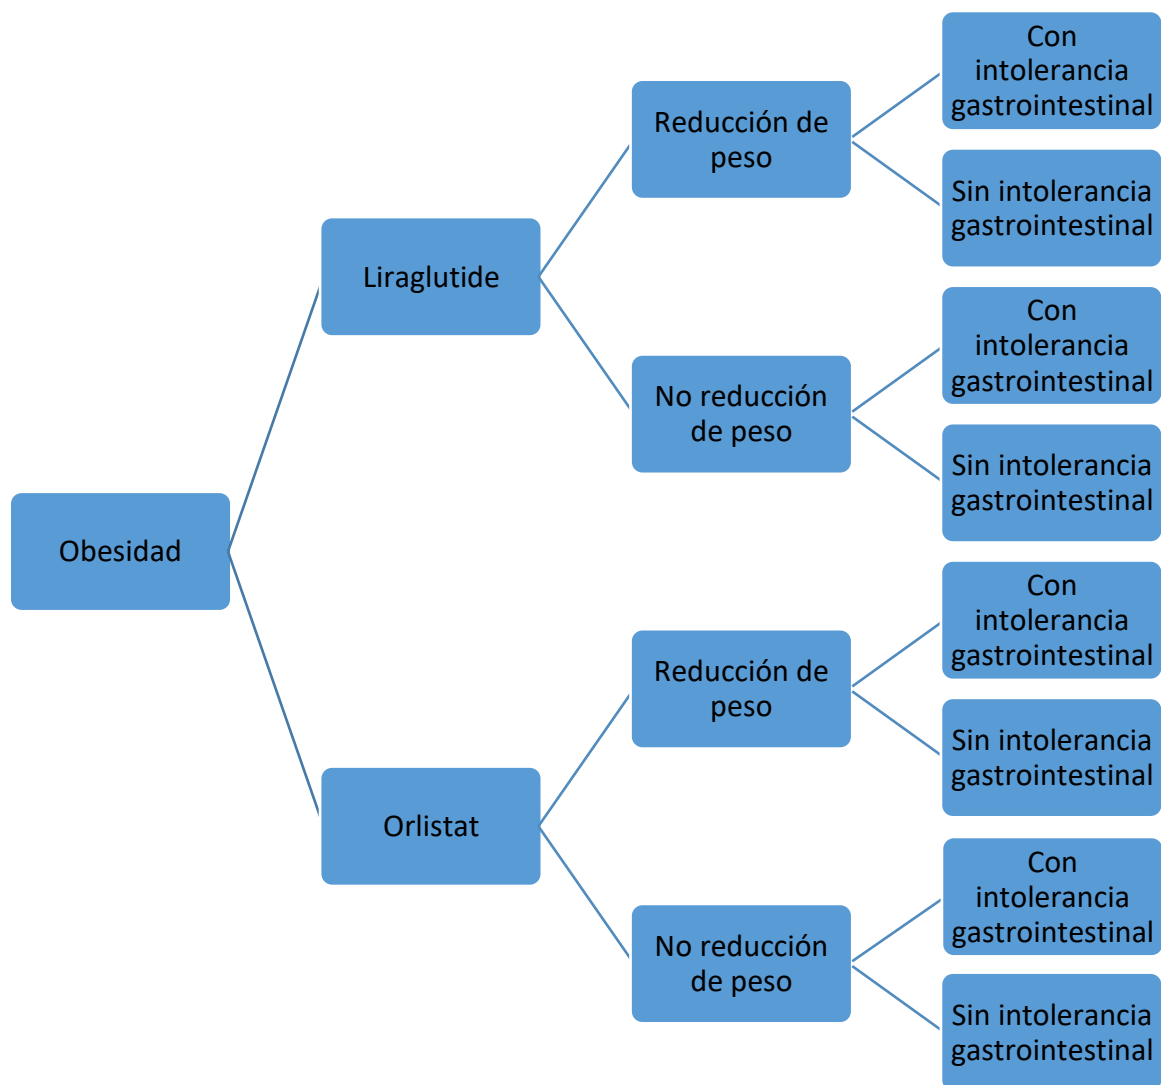 Obesidad
Liraglutide
Reducción de
peso
Con
intolerancia
gastrointestinal
Sin intolerancia
gastrointestinal
No reducción
de peso
Con
intolerancia
gastrointestinal
Sin intolerancia
gastrointestinal
Orlistat
Reducción de
peso
Con
intolerancia
gastrointestinal
Sin intolerancia
gastrointestinal
No reducción
de peso
Con
intolerancia
gastrointestinal
Sin intolerancia
gastrointestinal